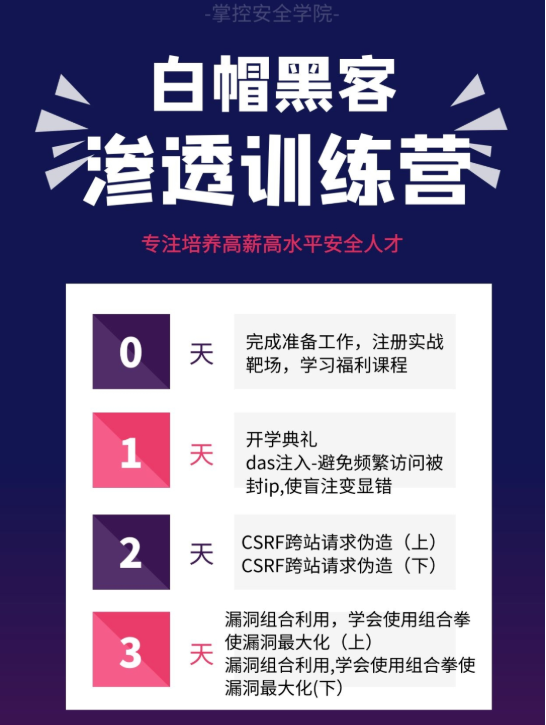 -掌控安全学院-
白帽黑客
渗透训练营
专注培养高薪高水平安全人才
0 天
完成准备工作，注册实战
靶场，学习福利课程
1 天
开学典礼
das注入-避免频繁访问被
封ip,使盲注变显错
2 天
CSRF跨站请求伪造（上）
CSRF跨站请求伪造（下）
3 天
漏洞组合利用，学会使用组合拳
使漏洞最大化（上）
漏洞组合利用,学会使用组合拳使
漏洞最大化(下）